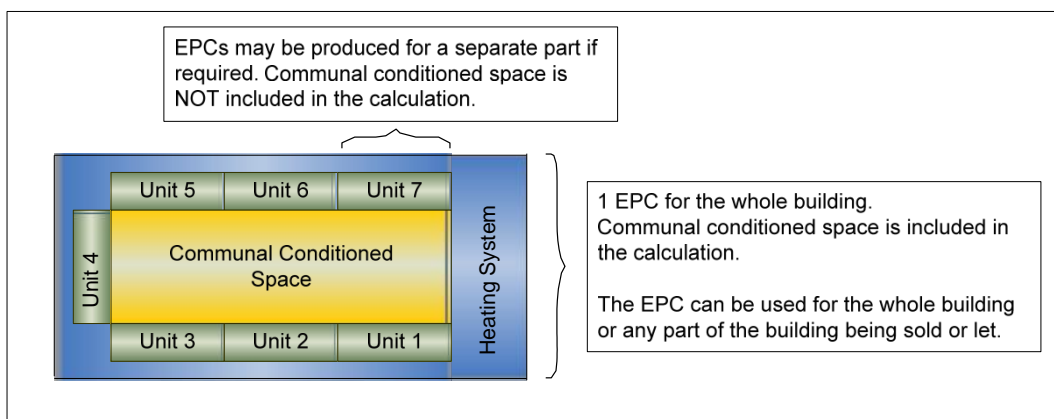 EPCs may be produced for a separate part if
required. Communal conditioned space is
NOT included in the calculation.
Unit 5
Unit 6
Unit 7
Unit 4
Communal Conditioned
Space
Heating System
Unit 3
Unit 2
Unit 1
1 EPC for the whole building.
Communal conditioned space is included in
the calculation.
The EPC can be used for the whole building
or any part of the building being sold or let.